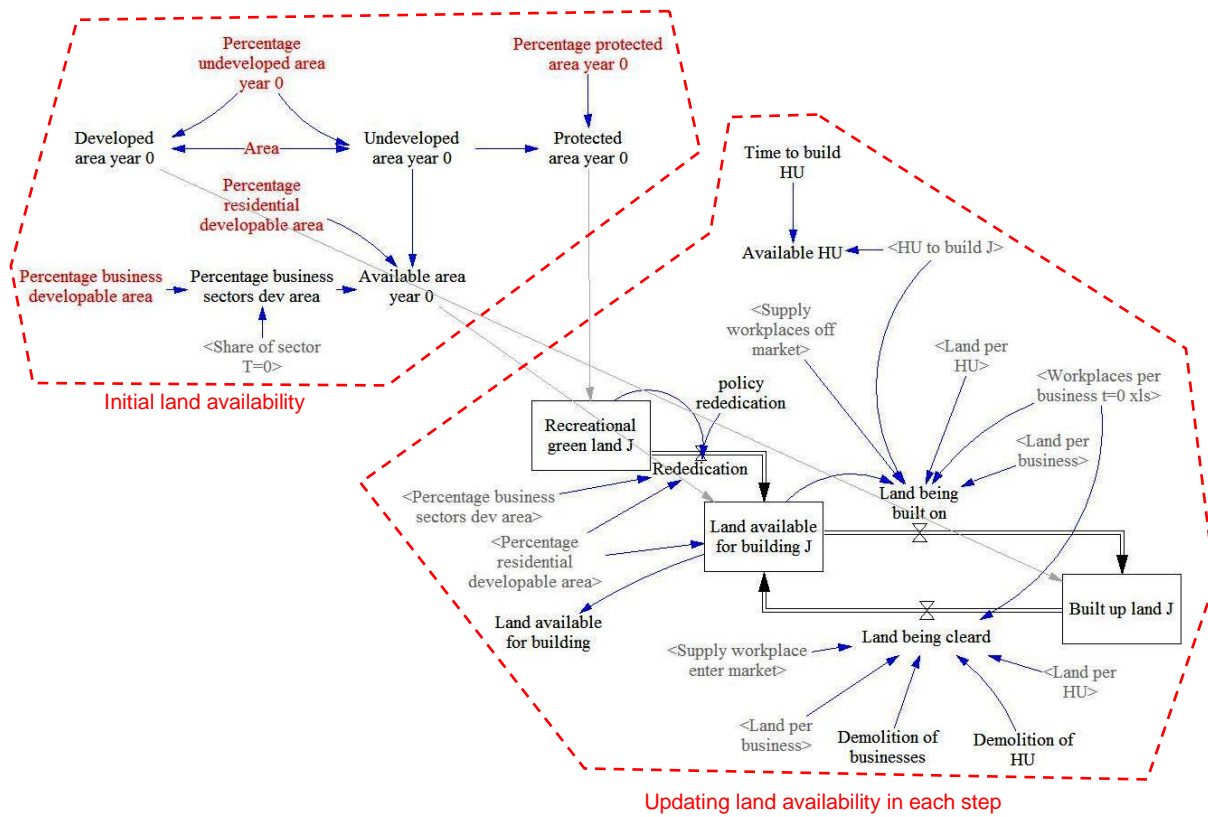 Percentage
undeveloped area
year 0
Percentage protected
area year 0
Developed
area year 0
Area
Undeveloped
area year 0
Protected
area year 0
Percentage
residential
developable area
Percentage business
developable area
Percentage business
sectors dev area
Available area
year 0
<Share of sector
T=0>
Initial land availability
Time to build
HU
Available HU
<HU to build J>
<Supply
workplaces off
market>
<Land per
HU>
<Workplaces per
business t=0 xls>
<Land per
business>
policy
rededication
Recreational
green land J
Rededication
<Percentage business
sectors dev area>
<Percentage
residential
developable area>
Land available
for building J
Land being
built on
Built up land J
Land available
for building
Land being cleard
<Supply workplace
enter market>
<Land per
HU>
<Land per
business>
Demolition of
businesses
Demolition of
HU
Updating land availability in each step